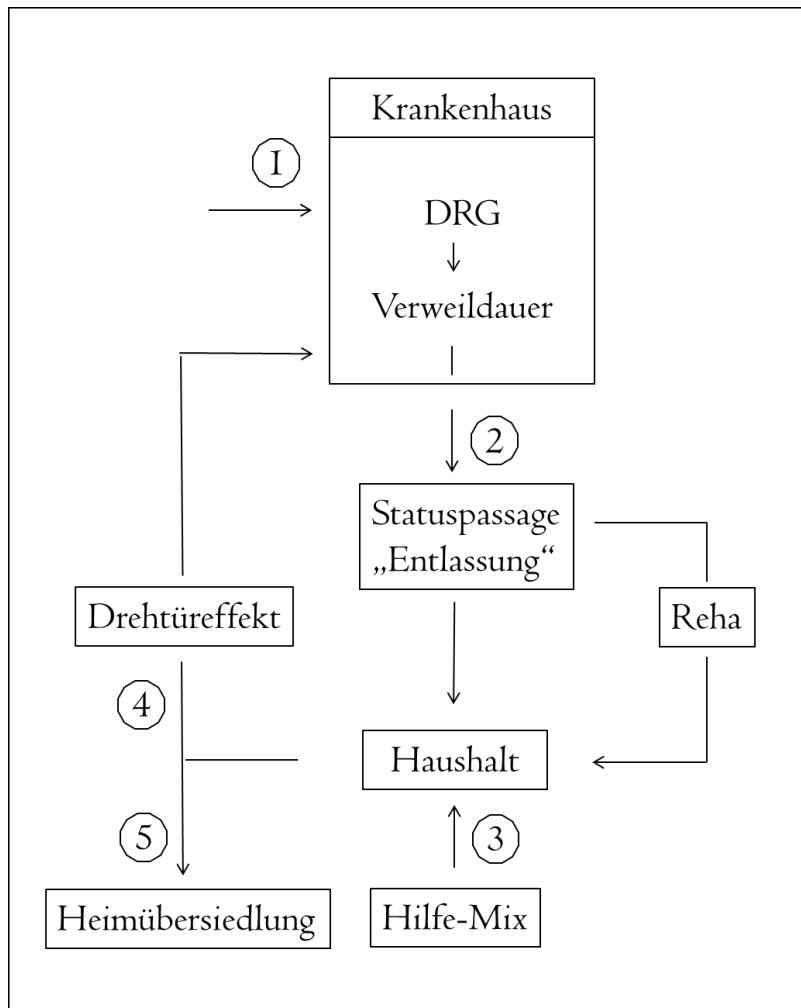 Krankenhaus
1
DRG
Verweildauer
2
Statuspassage
„Entlassung“
Drehtüreffekt
Reha
4
Haushalt
5
3
Heimübersiedlung
Hilfe-Mix